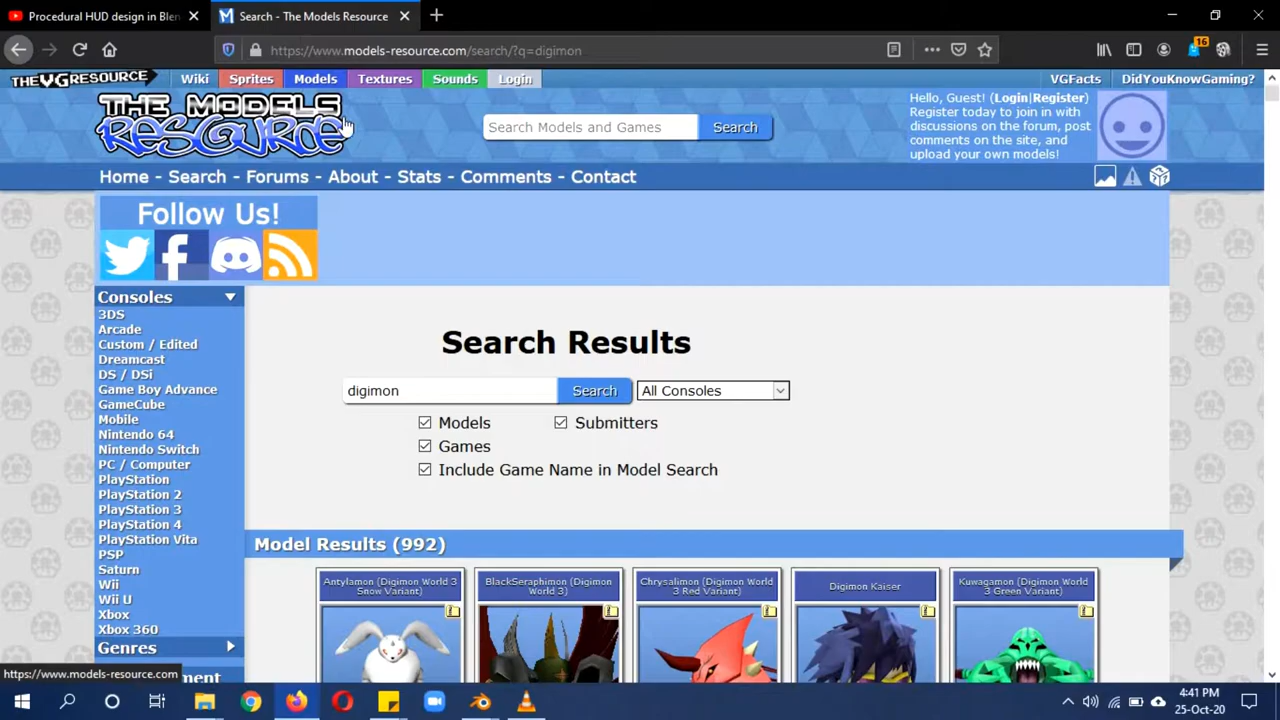 Procedural HUD design in Blen
Search - The Models Resource
https://www.models-resource.com/search/?q=digimon
16
THE VG RESOURCE
Wiki
Sprites
Models
Textures
Sounds
Login
VGFacts
DidYouKnowGaming?
THE MODELS
RESOURCE
Search Models and Games
Search
Hello, Guest! (Login|Register)
Register today to join in with
discussions on the forum, post
comments on the site, and
upload your own models!
Home - Search - Forums - About - Stats - Comments - Contact
Follow Us!
Consoles
3DS
Arcade
Custom / Edited
Dreamcast
DS / DSi
Game Boy Advance
GameCube
Mobile
Nintendo 64
Nintendo Switch
PC / Computer
PlayStation
PlayStation 2
PlayStation 3
PlayStation 4
PlayStation Vita
PSP
Saturn
Wii
Wii U
Xbox
Xbox 360
Genres
Search Results
digimon
Search
All Consoles
Models
Submitters
Games
Include Game Name in Model Search
Model Results (992)
Antylamon (Digimon World 3
Snow Variant)
BlackSeraphimon (Digimon
World 3)
Chrysalimon (Digimon World
3 Red Variant)
Digimon Kaiser
Kuwagamon (Digimon World
3 Green Variant)
https://www.models-resource.com
4:41 PM
25-Oct-20